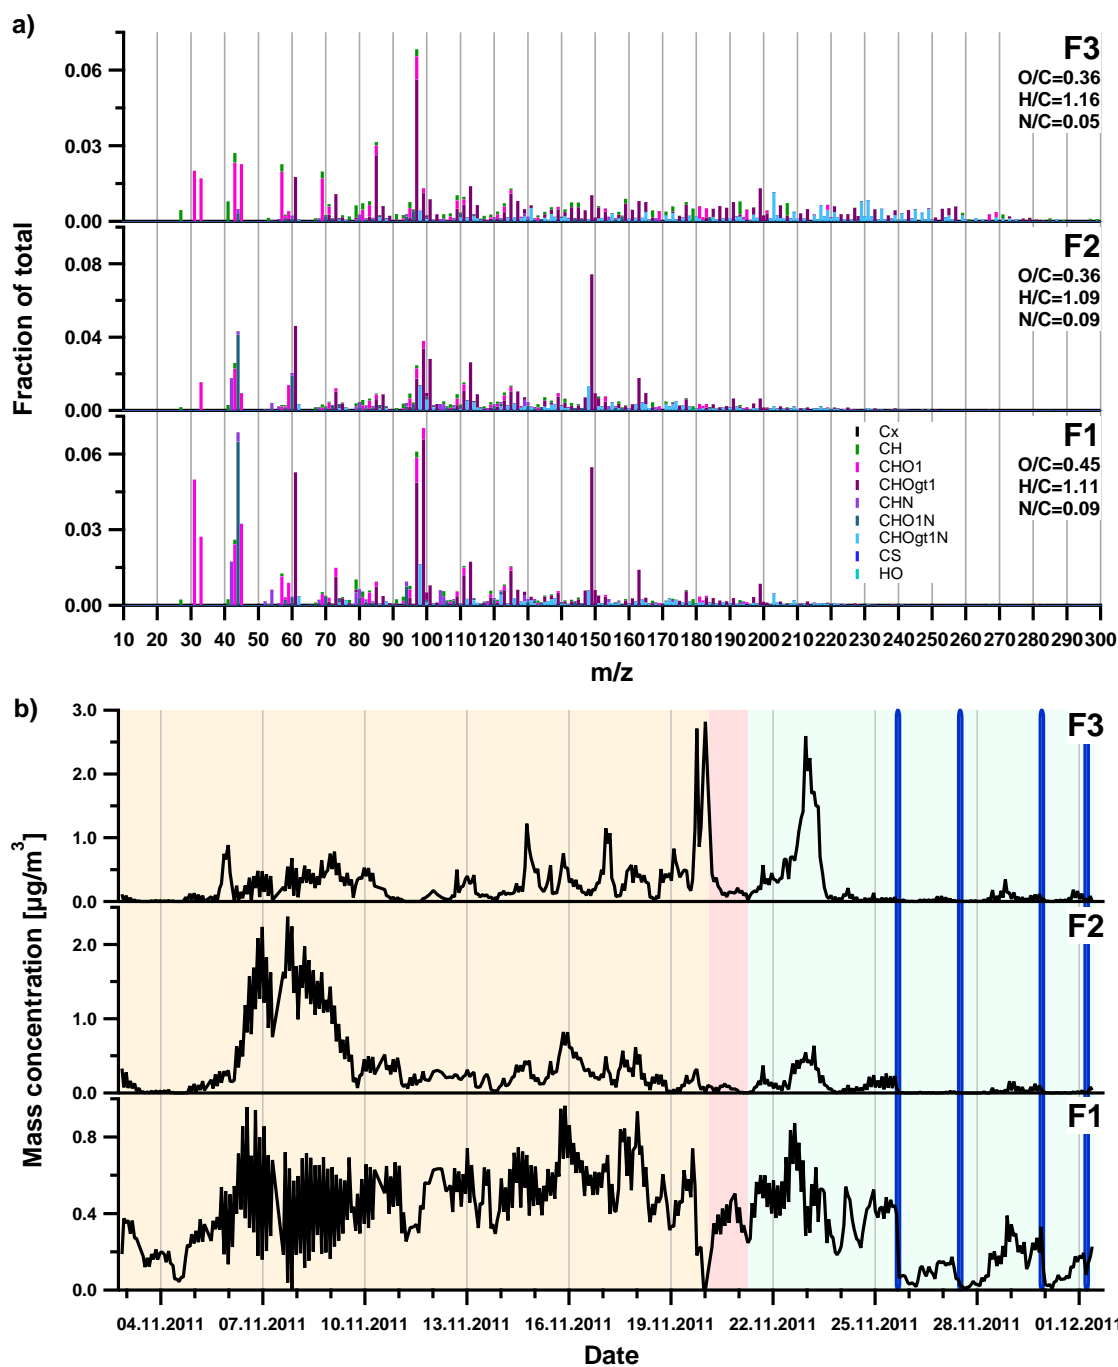 a)
F3
O/C=0.36
H/C=1.16
N/C=0.05
0.06
0.03
0.00
F2
O/C=0.36
H/C=1.09
N/C=0.09
0.08
0.04
0.00
Fraction of total
F1
O/C=0.45
H/C=1.11
N/C=0.09
0.06
0.03
0.00
Cx
CH
CHO1
CHOgt1
CHN
CHO1N
CHOgt1N
CS
HO
10 20 30 40 50 60 70 80 90 100 110 120 130 140 150 160 170 180 190 200 210 220 230 240 250 260 270 280 290 300
m/z
b)
F3
3.0
2.0
1.0
0.0
F2
2.0
1.0
0.0
Mass concentration [µg/m³]
F1
0.8
0.4
0.0
04.11.2011 07.11.2011 10.11.2011 13.11.2011 16.11.2011 19.11.2011 22.11.2011 25.11.2011 28.11.2011 01.12.2011
Date